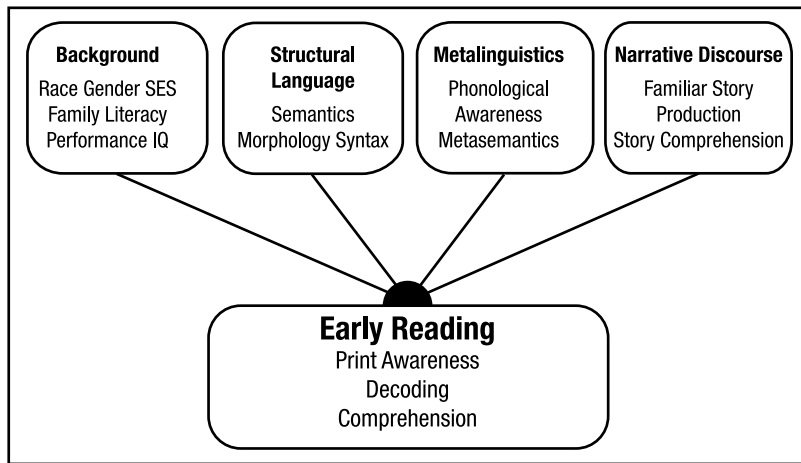 Background
Race Gender SES
Family Literacy
Performance IQ
Structural
Language
Semantics
Morphology Syntax
Metalinguistics
Phonological
Awareness
Metasemantics
Narrative Discourse
Familiar Story
Production
Story Comprehension
Early Reading
Print Awareness
Decoding
Comprehension